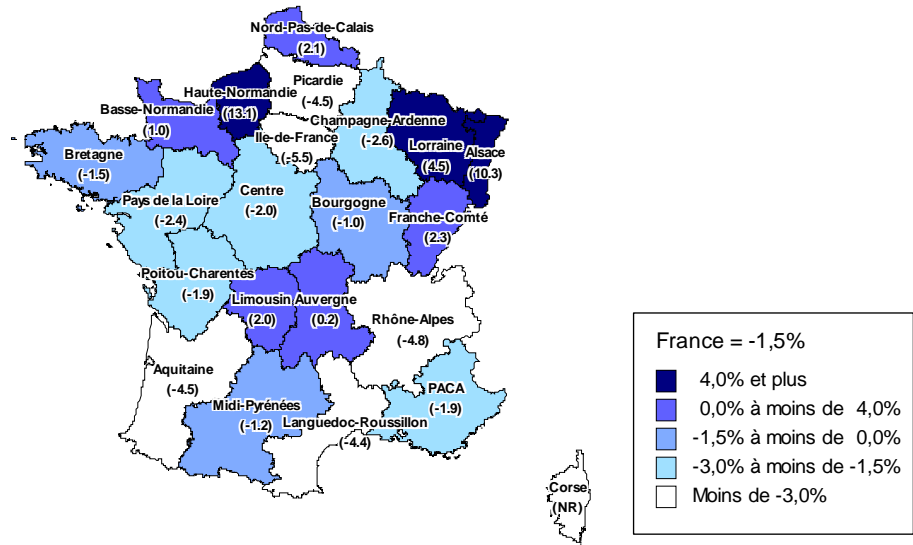 Nord-Pas-de-Calais
(2.1)
Picardie
(-4.5)
Haute-Normandie
(13.1)
Basse-Normandie
(1.0)
Champagne-Ardenne
(-2.6)
Ile-de-France
(-5.5)
Lorraine
(4.5)
Alsace
(10.3)
Bretagne
(-1.5)
Pays de la Loire
(-2.4)
Centre
(-2.0)
Bourgogne
(-1.0)
Franche-Comté
(2.3)
Poitou-Charentes
(-1.9)
Limousin
(2.0)
Auvergne
(0.2)
Rhône-Alpes
(-4.8)
Aquitaine
(-4.5)
Midi-Pyrénées
(-1.2)
Languedoc-Roussillon
(-4.4)
PACA
(-1.9)
Corse
(NR)
France = -1,5%
4,0% et plus
0,0% à moins de 4,0%
-1,5% à moins de 0,0%
-3,0% à moins de -1,5%
Moins de -3,0%